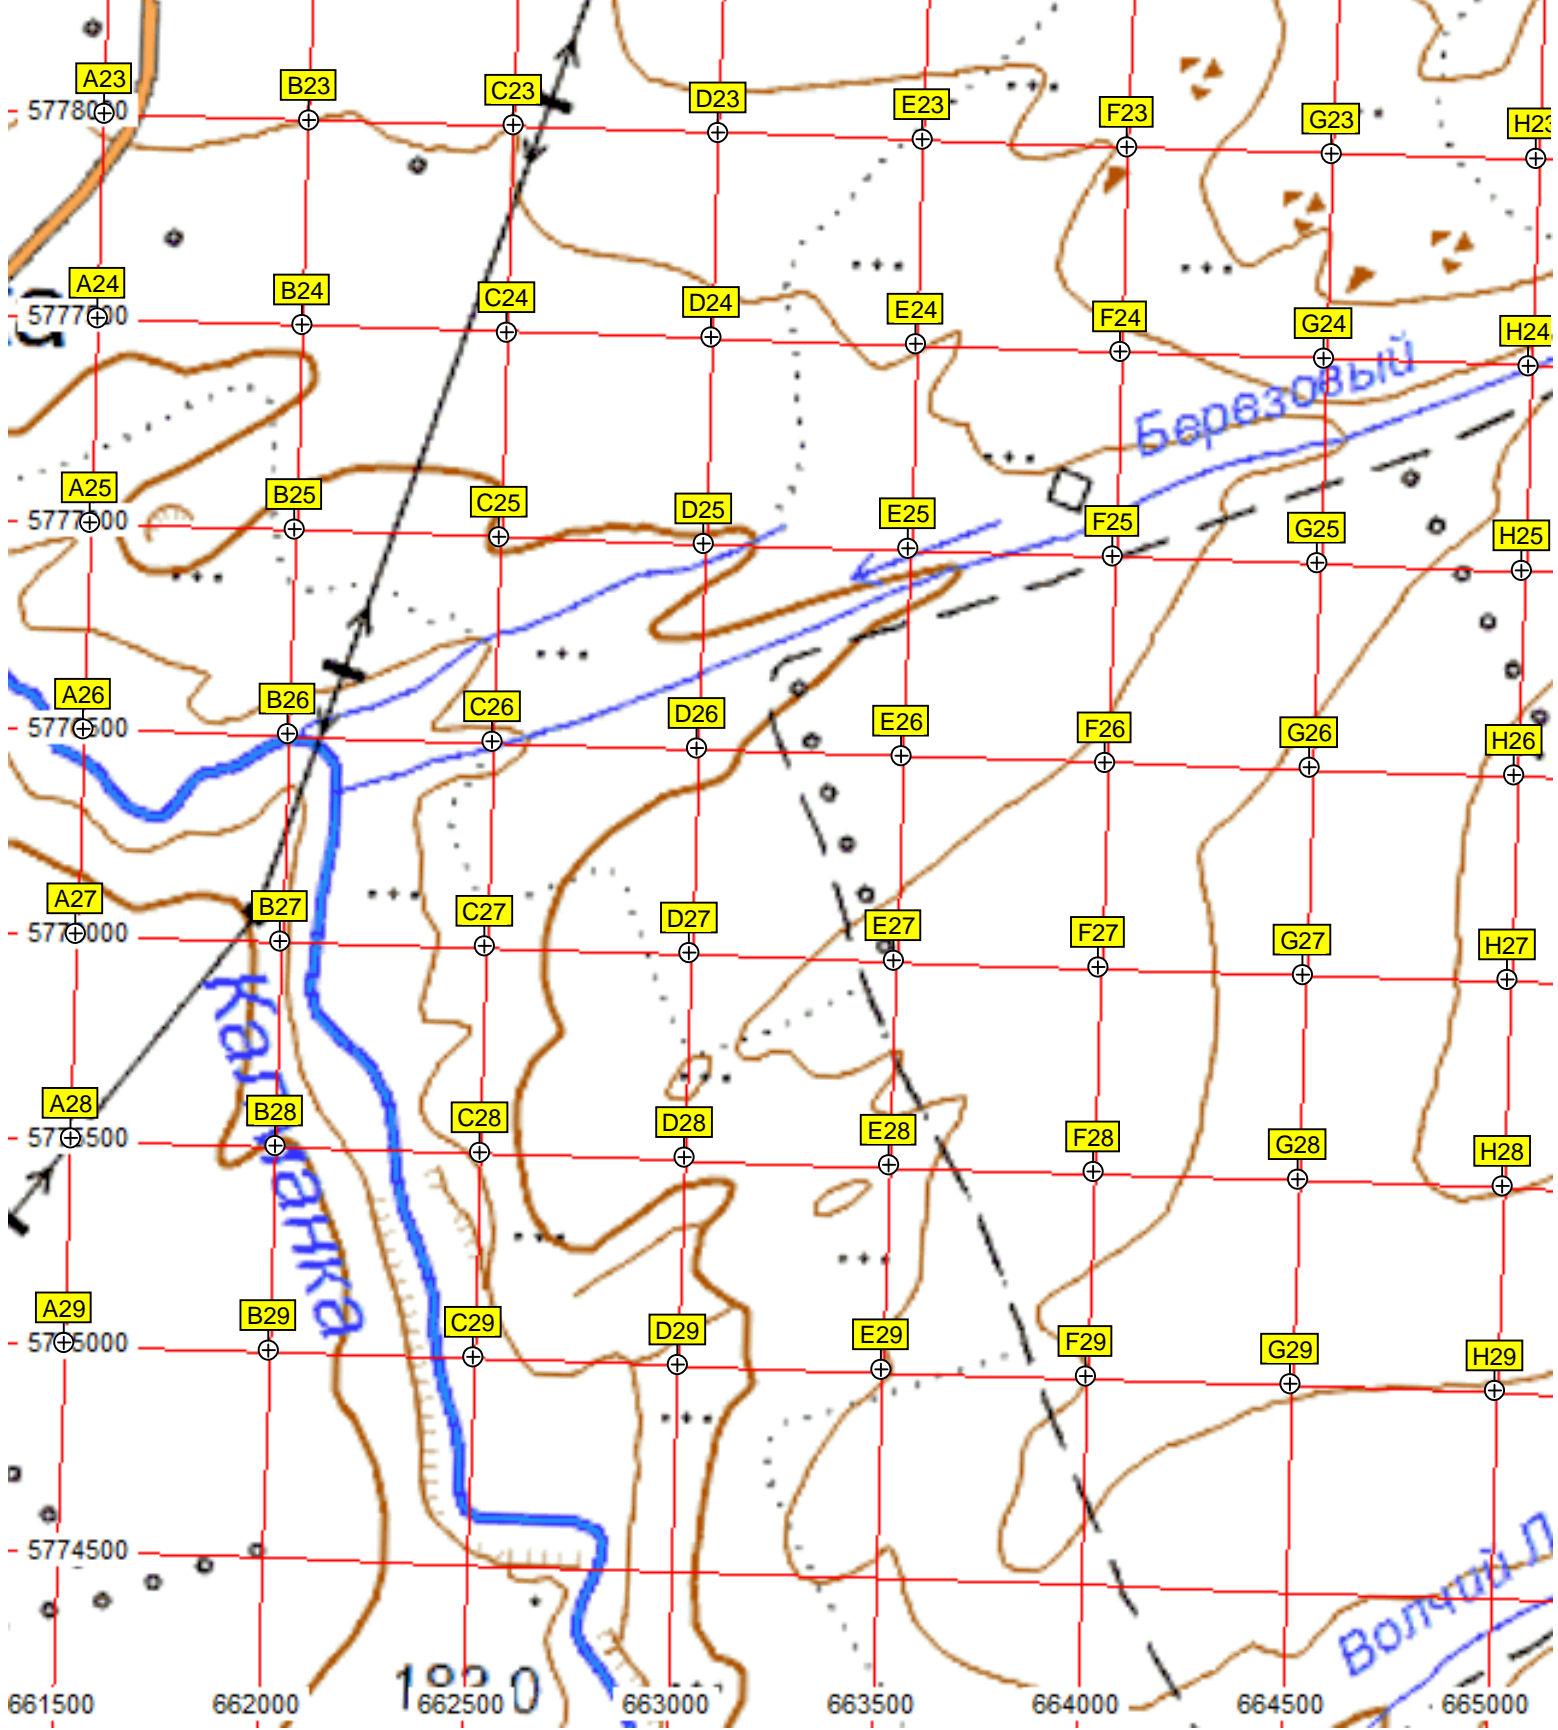 A23 B23 C23 D23 E23 F23 G23 H23
5778000
A24 B24 C24 D24 E24 F24 G24 H24
Березовый
A25 B25 C25 D25 E25 F25 G25 H25
A26 B26 C26 D26 E26 F26 G26 H26
A27 B27 C27 D27 E27 F27 G27 H27
A28 B28 C28 D28 E28 F28 G28 H28
A29 B29 C29 D29 E29 F29 G29 H29
5774500
Волчий
661500 662000 662500 663000 663500 664000 664500 665000